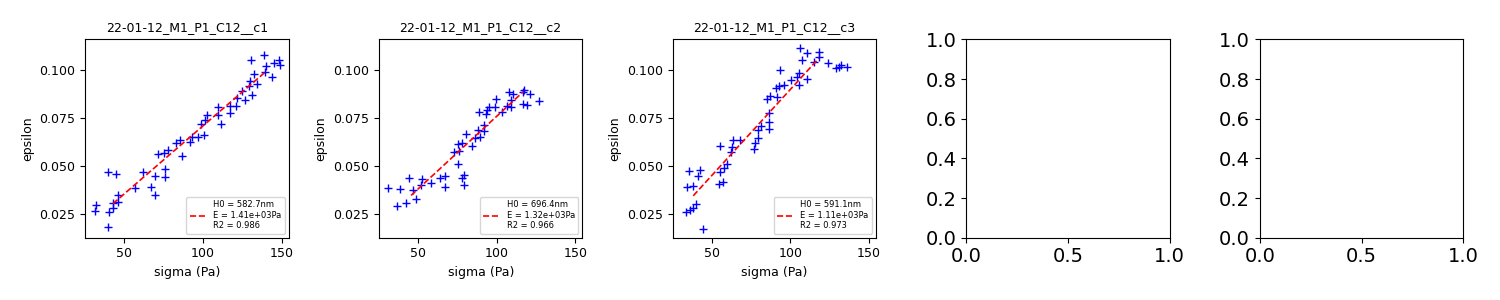 22-01-12_M1_P1_C12__c1
epsilon
0.100
0.075
0.050
0.025
50
100
150
sigma (Pa)
H0 = 582.7nm
E = 1.41e+03Pa
R2 = 0.986
22-01-12_M1_P1_C12__c2
epsilon
0.100
0.075
0.050
0.025
50
100
150
sigma (Pa)
H0 = 696.4nm
E = 1.32e+03Pa
R2 = 0.966
22-01-12_M1_P1_C12__c3
epsilon
0.100
0.075
0.050
0.025
50
100
150
sigma (Pa)
H0 = 591.1nm
E = 1.11e+03Pa
R2 = 0.973
1.0
0.8
0.6
0.4
0.2
0.0
0.0
0.5
1.0
1.0
0.8
0.6
0.4
0.2
0.0
0.0
0.5
1.0